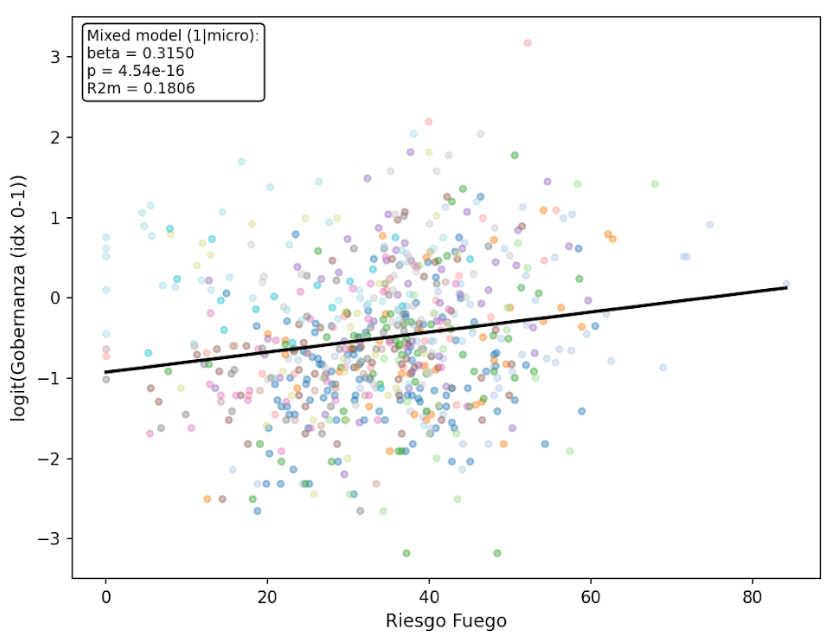 Mixed model (1|micro):
beta = 0.3150
p = 4.54e-16
R2m = 0.1806
3
2
1
0
−1
−2
−3
logit(Gobernanza (idx 0-1))
0 20 40 60 80
Riesgo Fuego